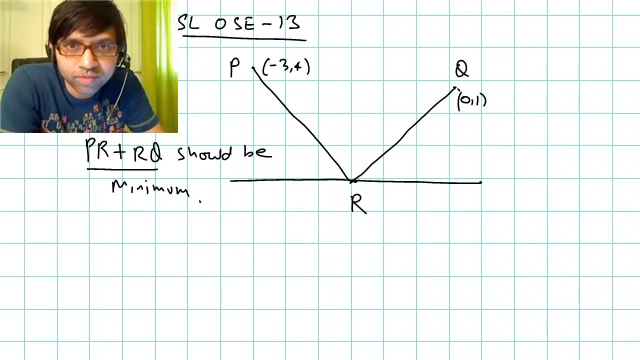 SL OSE-13
P (-3,4)
Q
(0,1)
PR + RQ should be
Minimum.
R